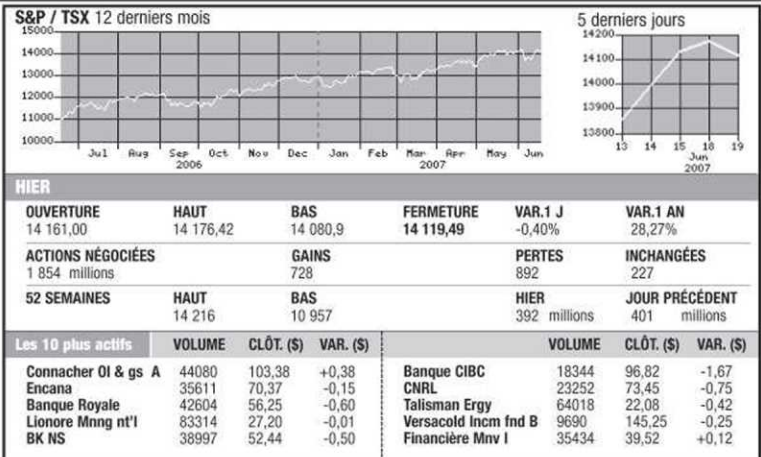 S&P / TSX 12 derniers mois
15000
14000
13000
12000
11000
10000
Jul Aug Sep Oct Nov Dec Jan Feb Mar Apr May Jun
2006 2007
5 derniers jours
14200
14100
14000
13900
13800
13 14 15 18 19
Jun
2007
HIER
OUVERTURE HAUT BAS FERMETURE VAR.1 J VAR.1 AN
14 161,00 14 176,42 14 080,9 14 119,49 -0,40% 28,27%
ACTIONS NÉGOCIÉES GAINS PERTES INCHANGÉES
1 854 millions 728 892 227
52 SEMAINES HAUT BAS HIER JOUR PRÉCÉDENT
14 216 10 957 392 millions 401 millions
Les 10 plus actifs VOLUME CLÔT. ($) VAR. ($) VOLUME CLÔT. ($) VAR. ($)
Connacher Ol & gs A 44080 103,38 +0,38
Encana 35611 70,37 -0,15
Banque Royale 42604 56,25 -0,60
Lionore Mnng nt'l 83314 27,20 -0,01
BK NS 38997 52,44 -0,50
Banque CIBC 18344 96,82 -1,67
CNRL 23252 73,45 -0,75
Talisman Ergy 64018 22,08 -0,42
Versacold Incm fnd B 9690 145,25 -0,25
Financière Mnv l 35434 39,52 +0,12